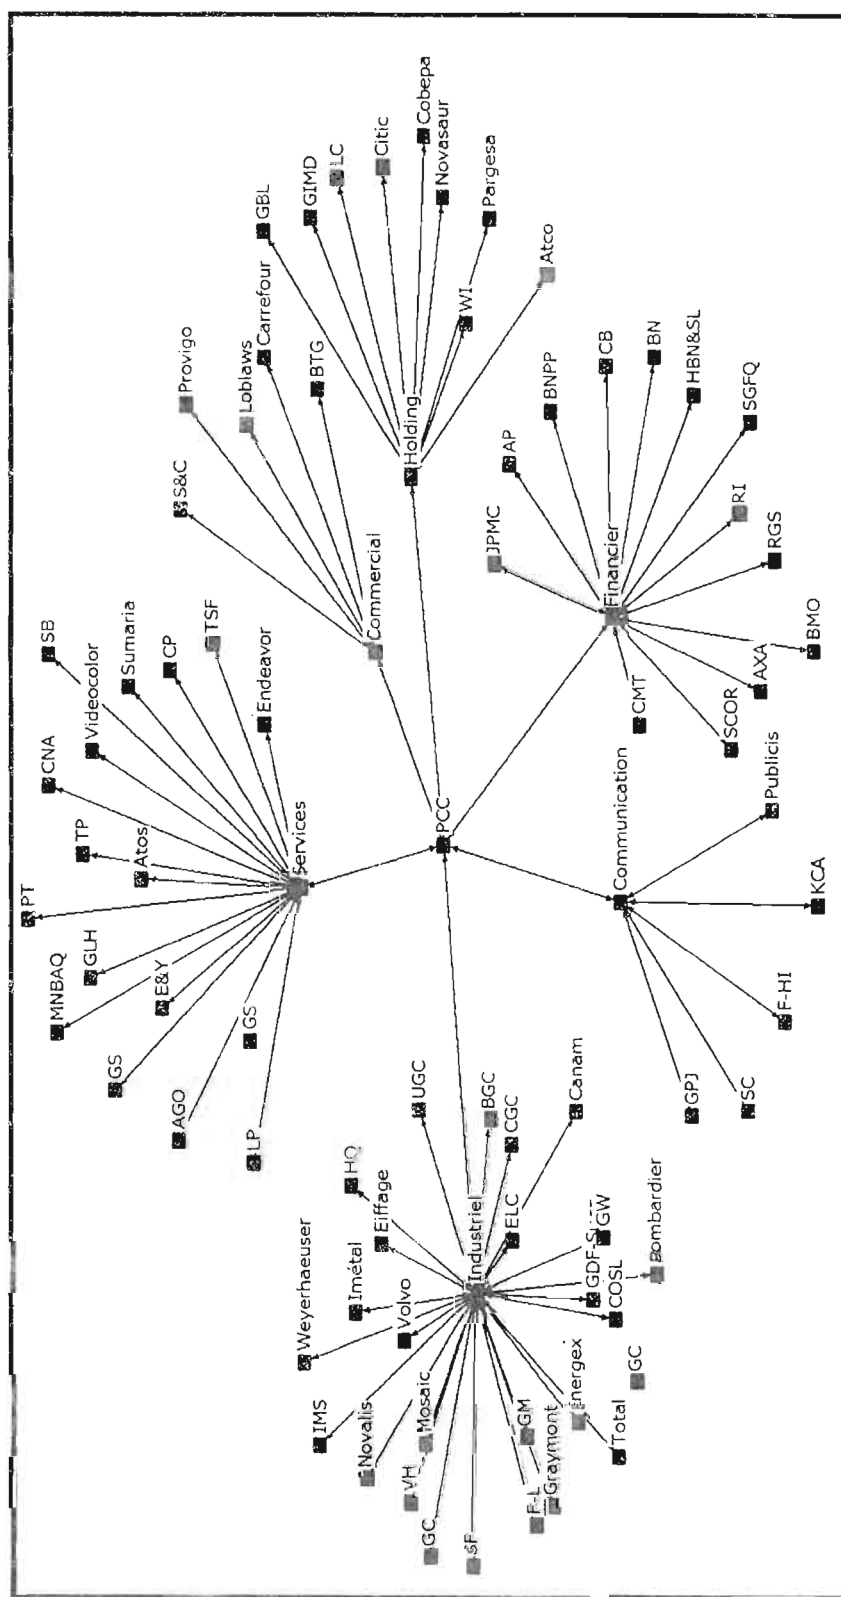 PT
MNBAQ
TP
CNA
SB
GLH
Videocolor
GS
Atos
Sumaria
E&Y
CP
AGO
S&C
Provigo
TSF
GS
LP
Endeavor
Services
Loblaws
Carrefour
GBL
BTG
GIMD
LC
Commercial
Citic
Holding
Cobepa
Novasaur
WI
Pargesa
Atco
PCC
Weyerhaeuser
IMS
Imétal
HQ
Novalis
Eiffage
Volvo
UGC
VH
Mosaic
GC
Industriel
BGC
SF
CGC
GM
ELC
F-L
Graymont
Energex
Canam
GW
Total
COSL
GC
Bombardier
JPMC
AP
BNPP
CB
Financier
BN
CMT
HBN&SL
SGFQ
RI
SCOR
AXA
RGS
BMO
Communication
Publicis
GPJ
TSC
F-HI
KCA